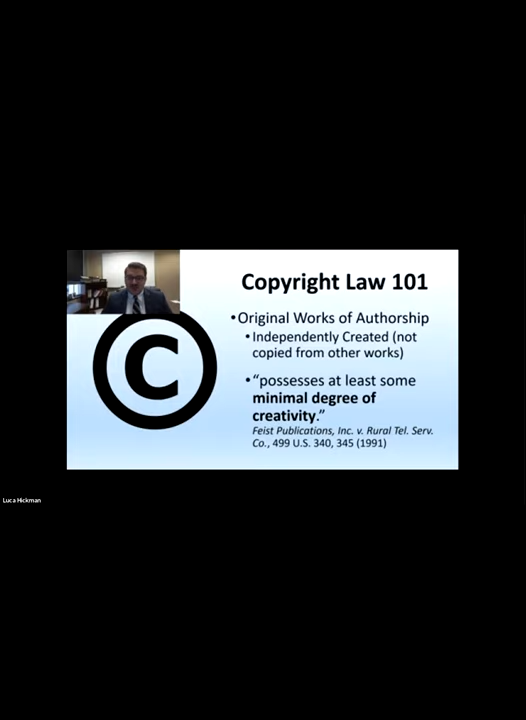 Copyright Law 101
•Original Works of Authorship
•Independently Created (not
copied from other works)
•“possesses at least some
minimal degree of
creativity.”
Feist Publications, Inc. v. Rural Tel. Serv.
Co., 499 U.S. 340, 345 (1991)
C
Luca Hickman